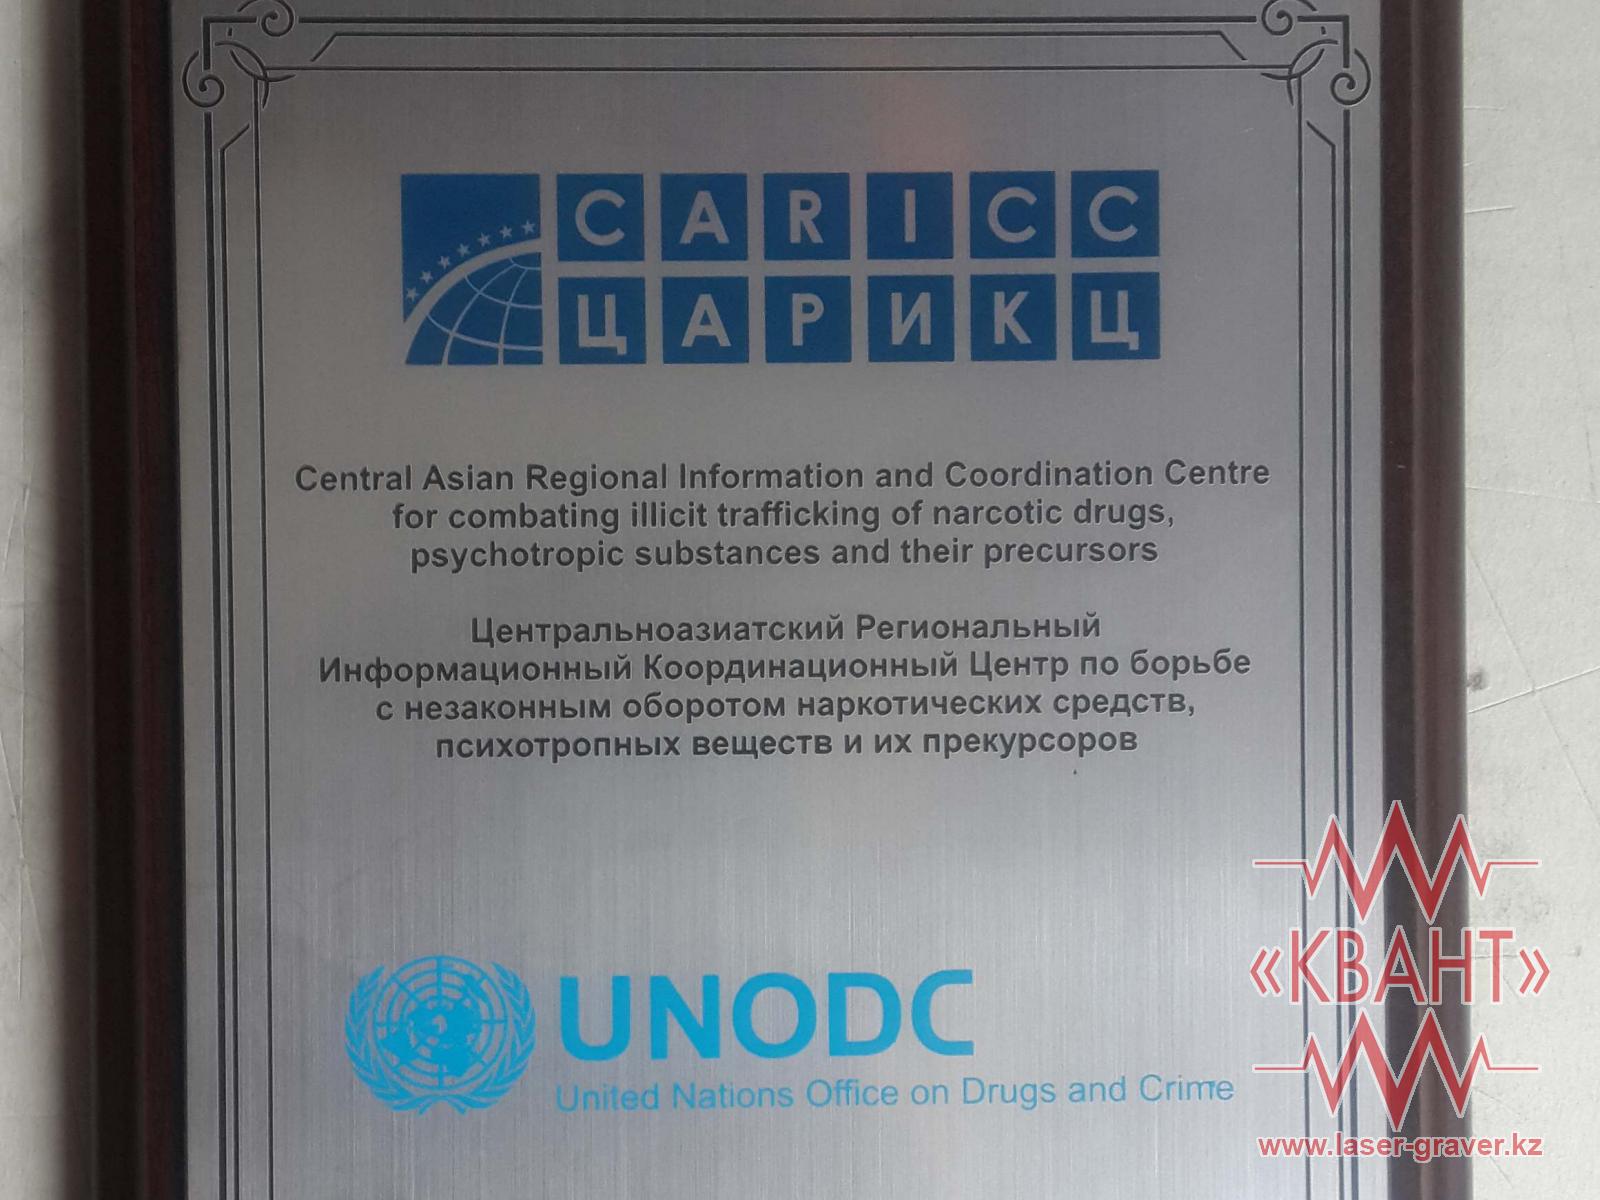 CARICC
ЦАРИКЦ
Central Asian Regional Information and Coordination Centre
for combating illicit trafficking of narcotic drugs,
psychotropic substances and their precursors
Центральноазиатский Региональный
Информационный Координационный Центр по борьбе
с незаконным оборотом наркотических средств,
психотропных веществ и их прекурсоров
UNODC
United Nations Office on Drugs and Crime
«КВАНТ»
www.laser-graver.kz